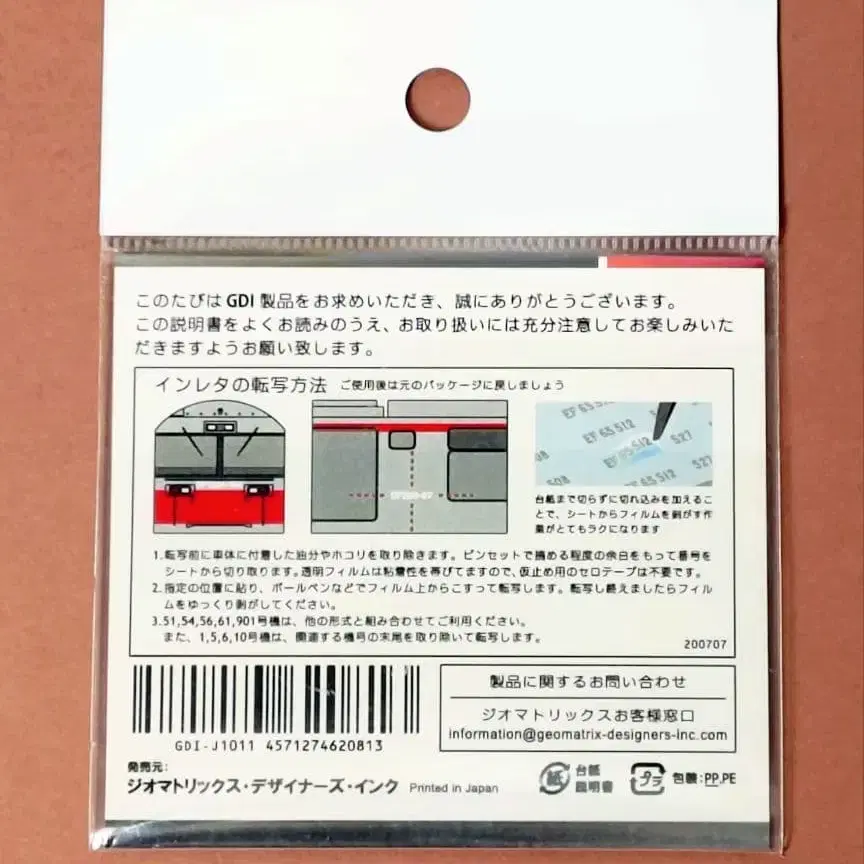 このたびは GDI 製品をお求めいただき、誠にありがとうございます。
この説明書をよくお読みのうえ、お取り扱いには充分注意してお楽しみいた
だきますようお願い致します。
インレタの転写方法 ご使用後は元のパッケージに戻しましょう
EF 65 512
EF 65 512
527
508
EF 65 512
527
508
EF 65 512
台紙まで切らずに切れ込みを加えるこ
とで、シートからフィルムを剥がす作
業がとてもラクになります
1.転写前に車体に付着した油分やホコリを取り除きます。ピンセットで摘める程度の余白をもって番号を
シートから切り取ります。透明フィルムは粘着性を帯びてますので、仮止め用のセロテープは不要です。
2.指定の位置に貼り、ボールペンなどでフィルム上からこすって転写します。転写し終えましたらフィル
ムをゆっくり剥がしてください。
3.51,54,56,61,901号機は、他の形式と組み合わせてご利用ください。
また、1,5,6,10号機は、関連する機号の末尾を取り除いて転写します。
200707
GDI-J1011 4571274620813
製品に関するお問い合わせ
ジオマトリックスお客様窓口
information@geomatrix-designers-inc.com
発売元:
ジオマトリックス・デザイナーズ・インク Printed in Japan
紙 台紙
説明書
プラ 包装:PP,PE